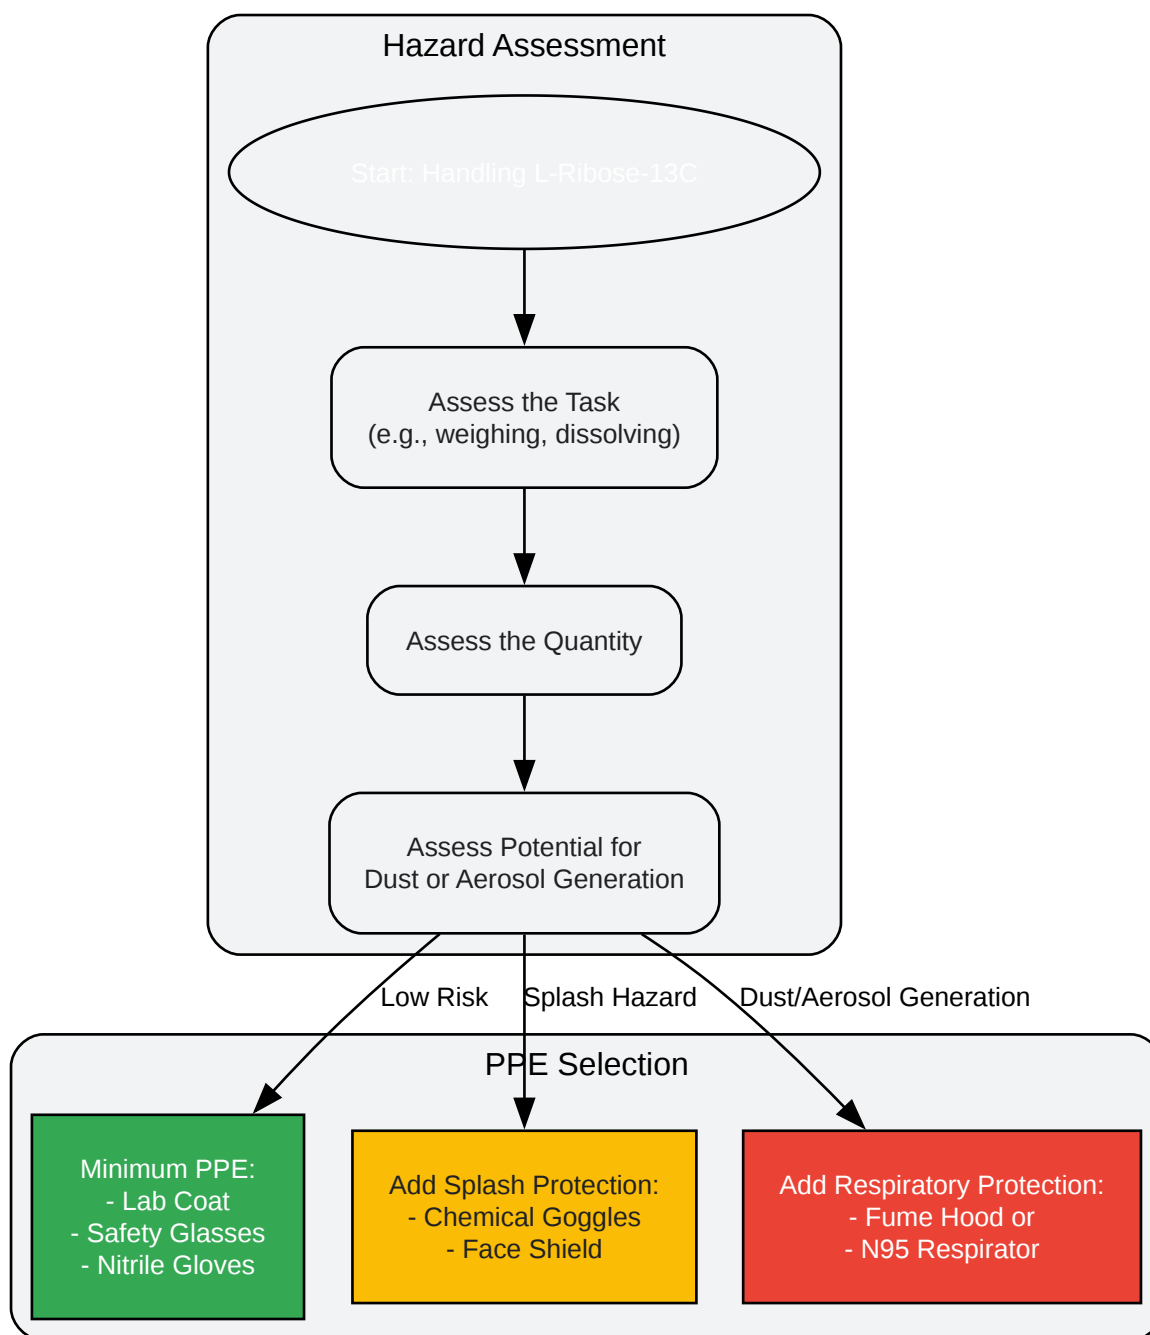 Hazard Assessment
Start: Handling L-Ribose-13C
Assess the Task
(e.g., weighing, dissolving)
Assess the Quantity
Assess Potential for
Dust or Aerosol Generation
Low Risk
Splash Hazard
Dust/Aerosol Generation
PPE Selection
Minimum PPE:
- Lab Coat
- Safety Glasses
- Nitrile Gloves
Add Splash Protection:
- Chemical Goggles
- Face Shield
Add Respiratory Protection:
- Fume Hood or
- N95 Respirator